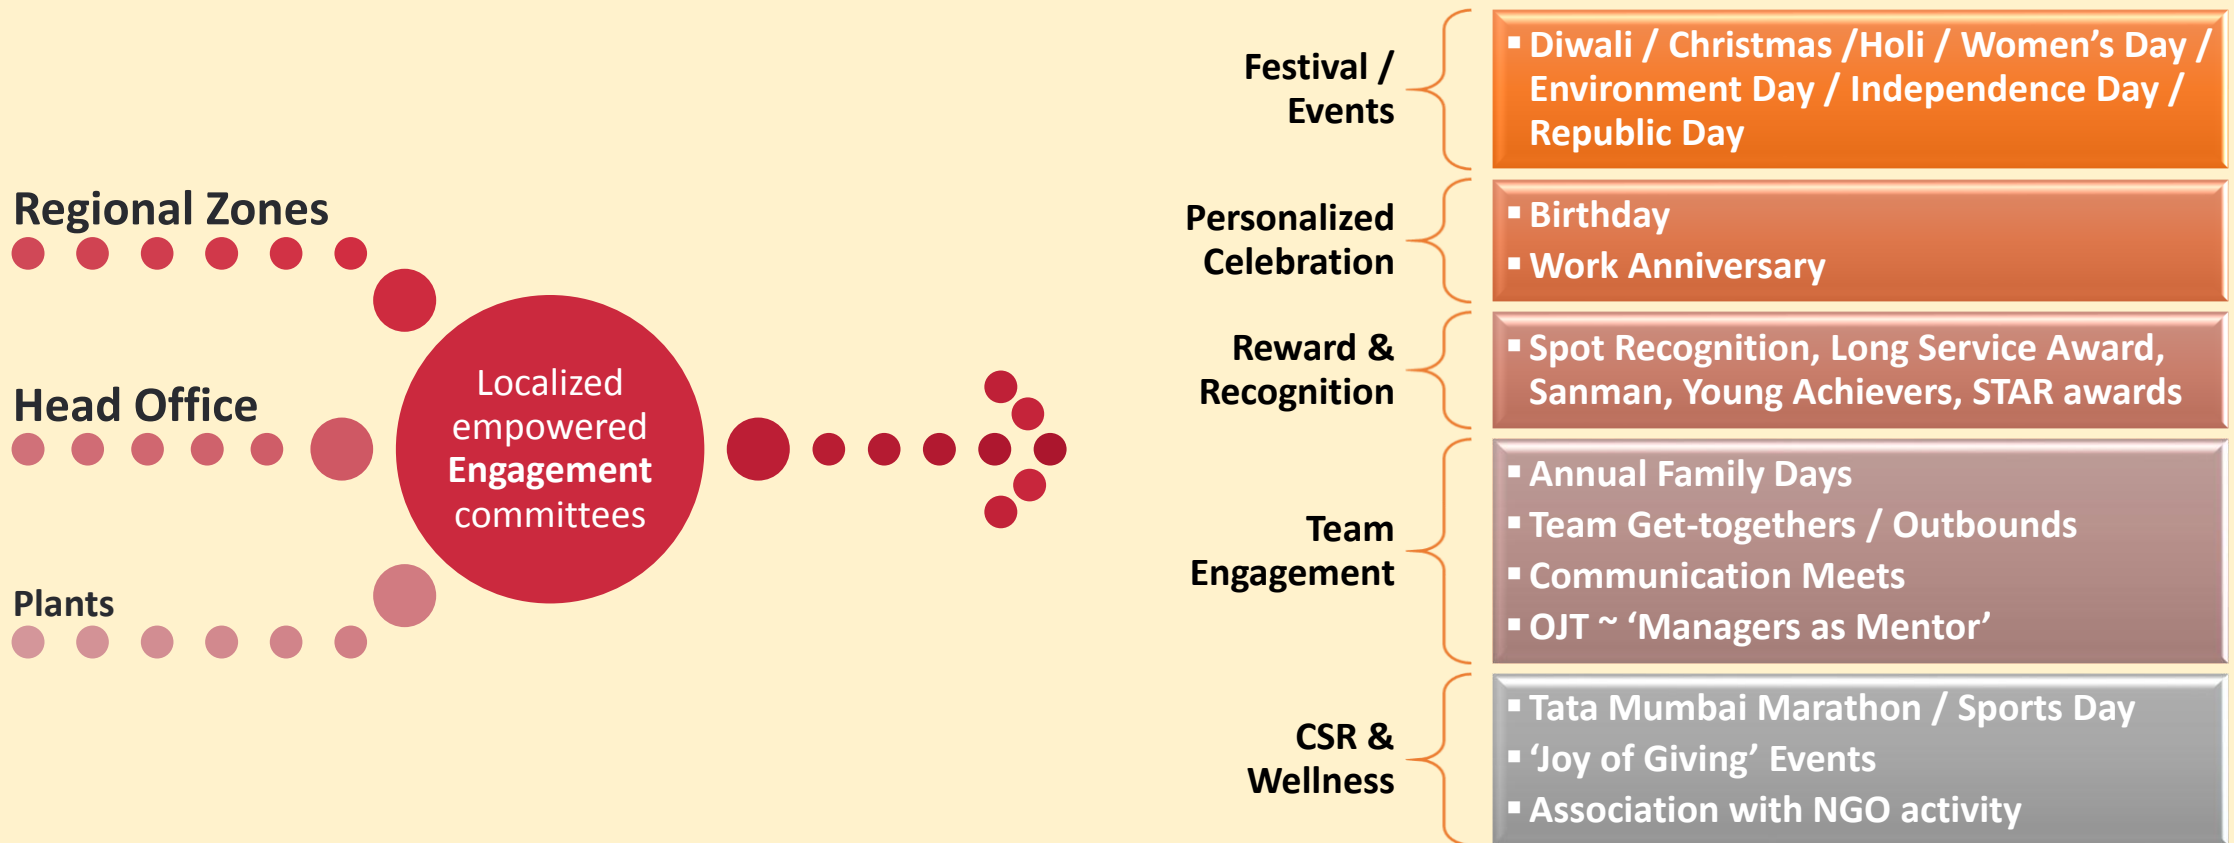 Regional Zones
Head Office
Plants
Localized
empowered
Engagement
committees
Festival /
Events
▪ Diwali / Christmas /Holi / Women’s Day /
Environment Day / Independence Day /
Republic Day
Personalized
Celebration
▪ Birthday
▪ Work Anniversary
Reward &
Recognition
▪ Spot Recognition, Long Service Award,
Sanman, Young Achievers, STAR awards
Team
Engagement
▪ Annual Family Days
▪ Team Get-togethers / Outbounds
▪ Communication Meets
▪ OJT ~ ‘Managers as Mentor’
CSR &
Wellness
▪ Tata Mumbai Marathon / Sports Day
▪ ‘Joy of Giving’ Events
▪ Association with NGO activity